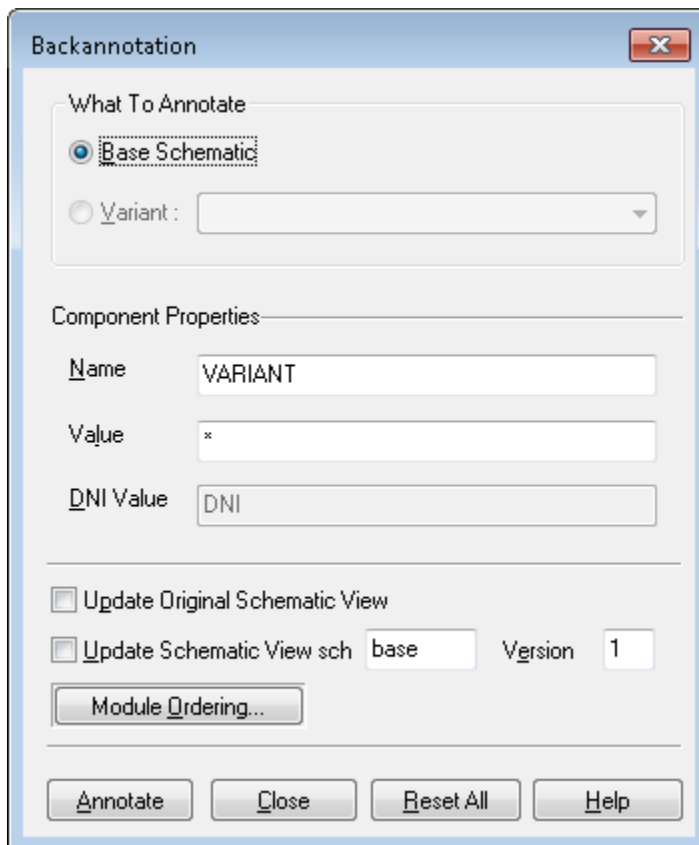 Backannotation
What To Annotate
Base Schematic
Variant :
Component Properties
Name VARIANT
Value *
DNI Value DNI
Update Original Schematic View
Update Schematic View sch base Version 1
Module Ordering...
Annotate Close Reset All Help